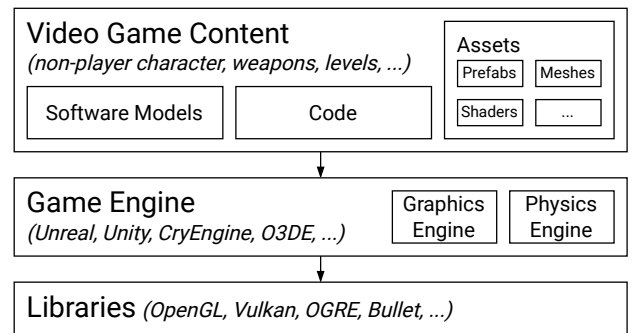 Video Game Content
(non-player character, weapons, levels, ...)
Software Models
Code
Assets
Prefabs
Meshes
Shaders
...
Game Engine
(Unreal, Unity, CryEngine, O3DE, ...)
Graphics
Engine
Physics
Engine
Libraries (OpenGL, Vulkan, OGRE, Bullet, ...)